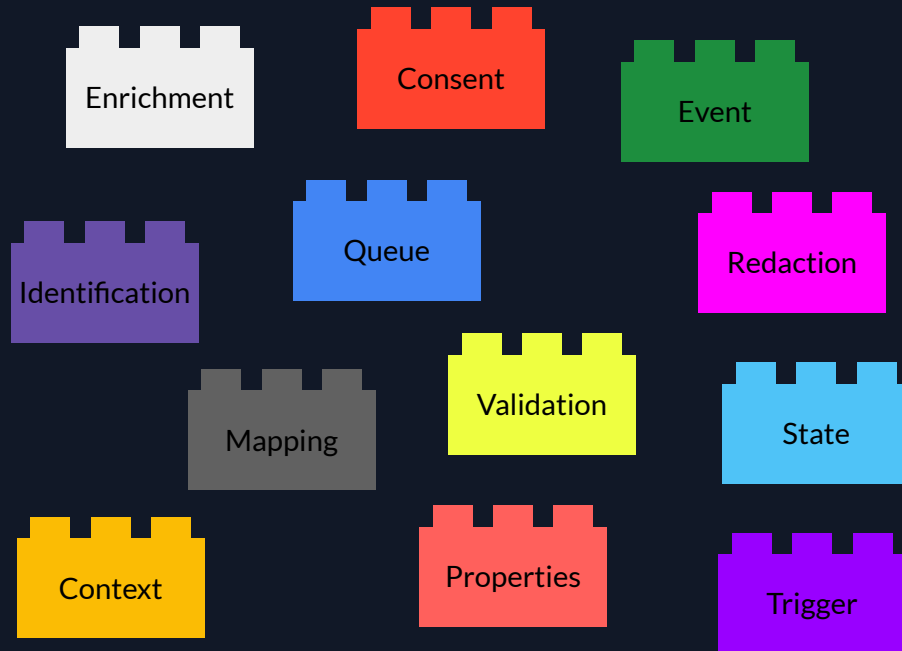 Enrichment
Consent
Event
Identification
Queue
Redaction
Mapping
Validation
State
Context
Properties
Trigger